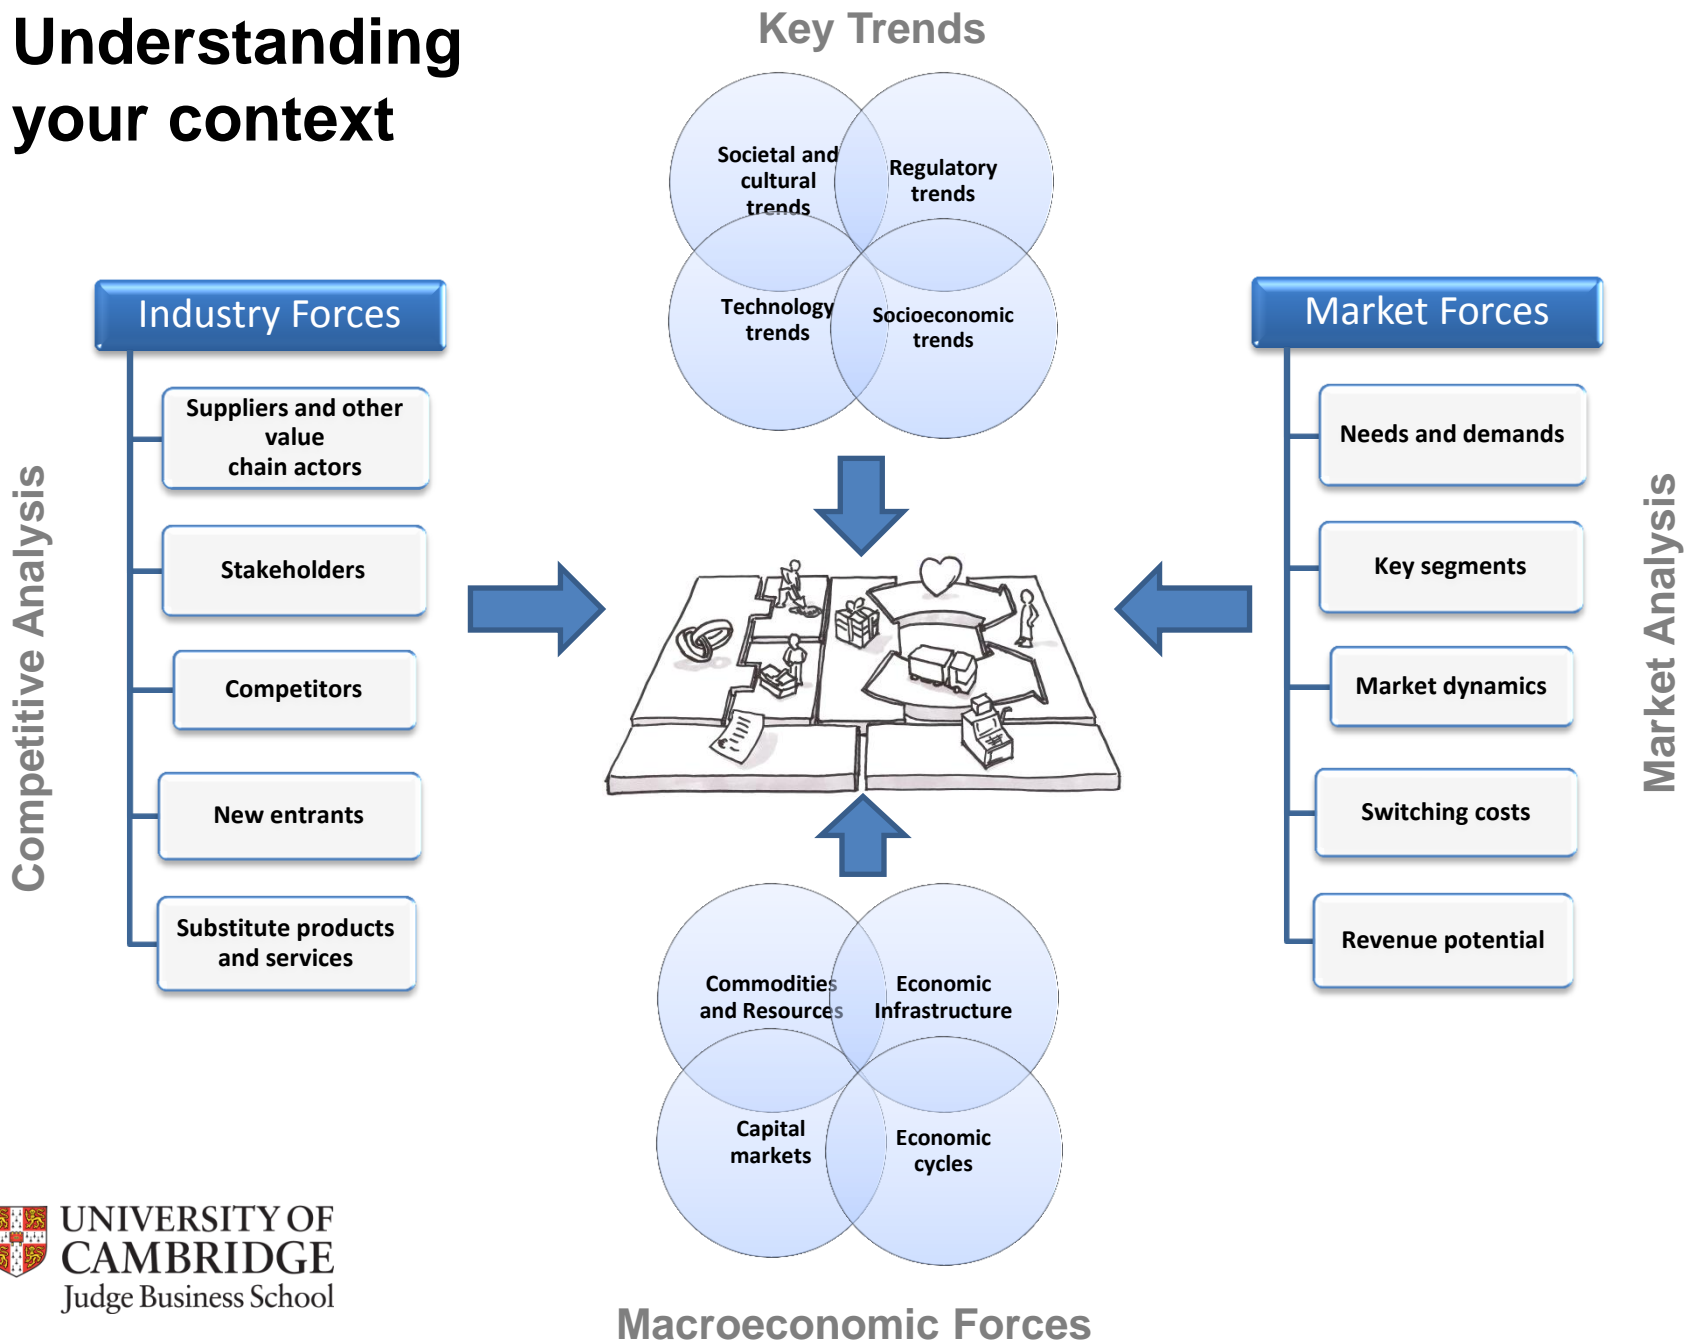 Understanding
your context
Key Trends
Societal and
cultural
trends
Regulatory
trends
Technology
trends
Socioeconomic
trends
Competitive Analysis
Industry Forces
Suppliers and other
value
chain actors
Stakeholders
Competitors
New entrants
Substitute products
and services
Market Forces
Needs and demands
Key segments
Market dynamics
Switching costs
Revenue potential
Market Analysis
Commodities
and Resources
Economic
Infrastructure
Capital
markets
Economic
cycles
Macroeconomic Forces
UNIVERSITY OF
CAMBRIDGE
Judge Business School